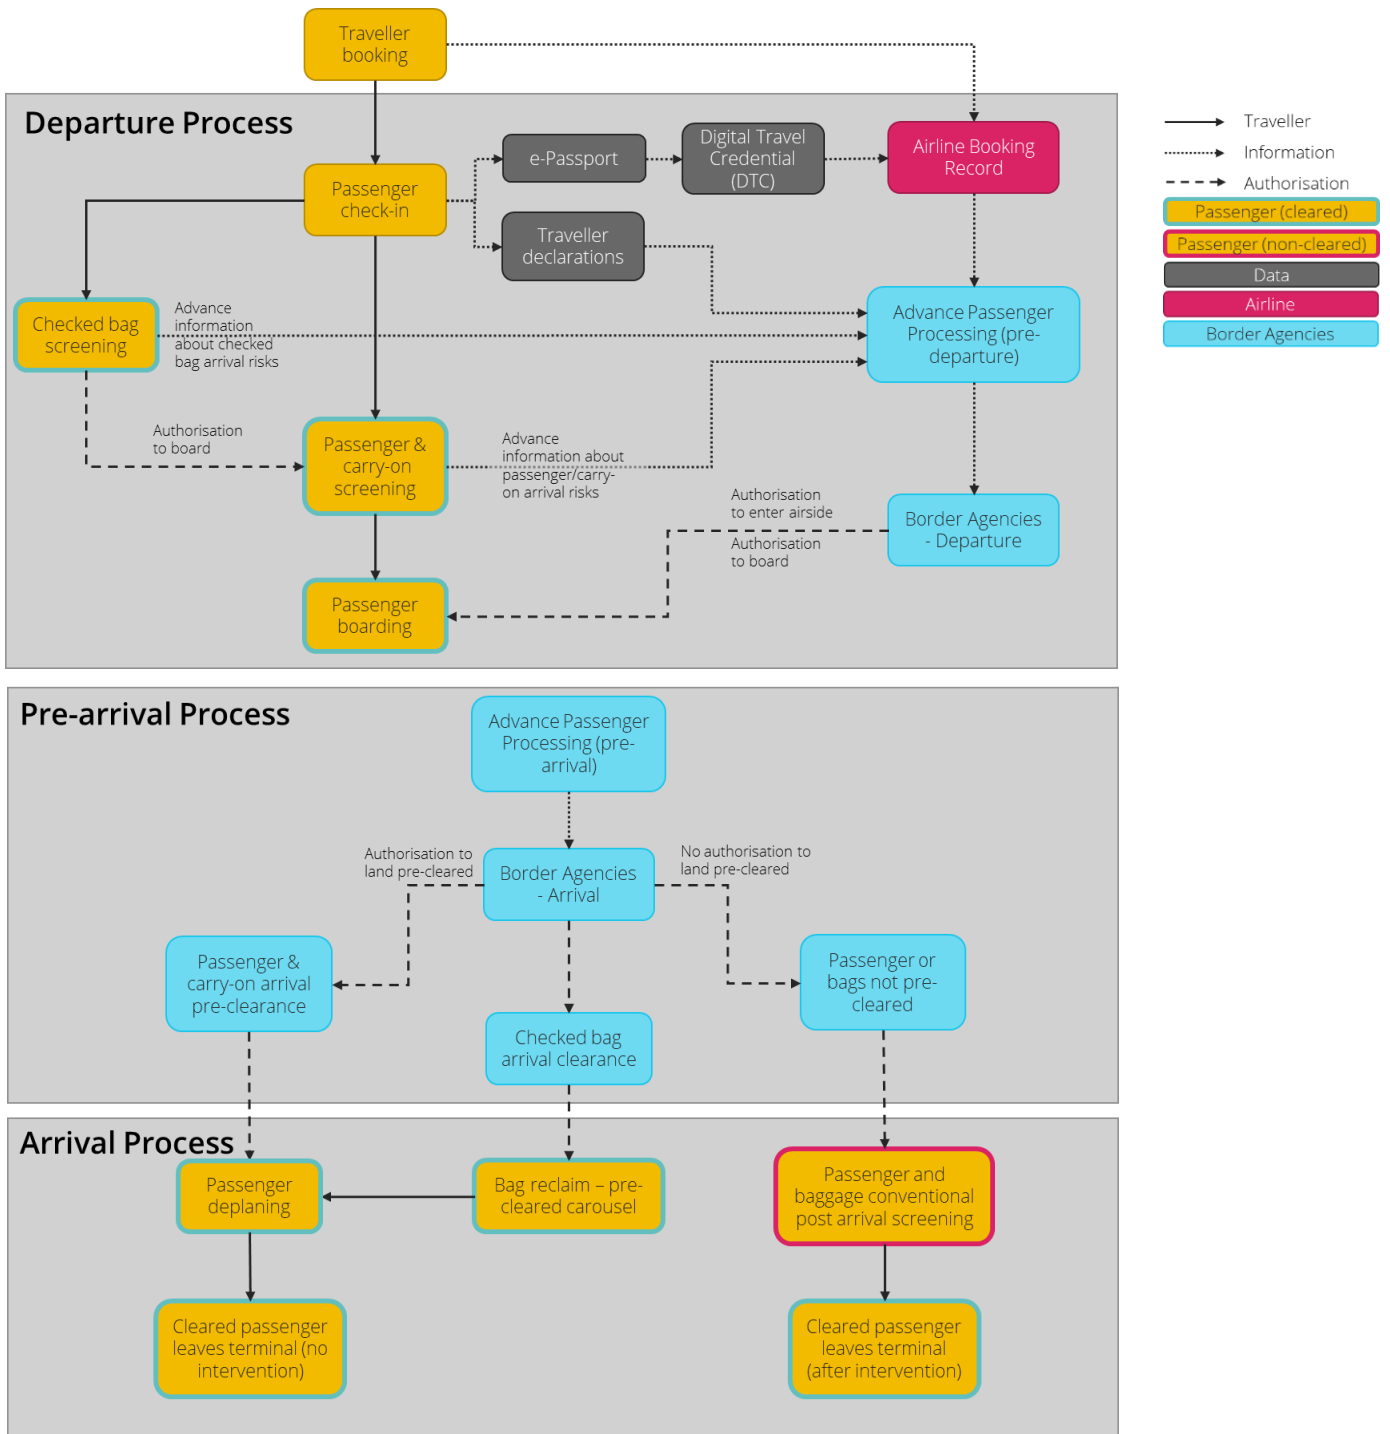 Traveller
booking
Departure Process
e-Passport
Digital Travel
Credential
(DTC)
Airline Booking
Record
Passenger
check-in
Traveller
declarations
Checked bag
screening
Advance
information
about checked
bag arrival risks
Advance Passenger
Processing (pre-
departure)
Authorisation
to board
Passenger &
carry-on
screening
Advance
information about
passenger/carry-
on arrival risks
Authorisation
to enter airside
Authorisation
to board
Border Agencies
- Departure
Passenger
boarding
Traveller
Information
Authorisation
Passenger (cleared)
Passenger (non-cleared)
Data
Airline
Border Agencies
Pre-arrival Process
Advance Passenger
Processing (pre-
arrival)
Authorisation to
land pre-cleared
Border Agencies
- Arrival
No authorisation to
land pre-cleared
Passenger &
carry-on arrival
pre-clearance
Checked bag
arrival clearance
Passenger or
bags not pre-
cleared
Arrival Process
Passenger
deplaning
Bag reclaim – pre-
cleared carousel
Passenger and
baggage conventional
post arrival screening
Cleared passenger
leaves terminal (no
intervention)
Cleared passenger
leaves terminal
(after intervention)